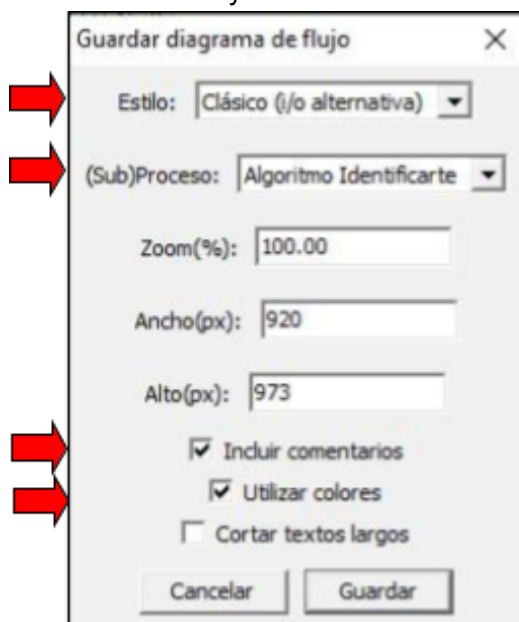 Guardar diagrama de flujo
Estilo: Clásico (i/o alternativa)
(Sub)Proceso: Algoritmo Identificarte
Zoom(%): 100.00
Ancho(px): 920
Alto(px): 973
Incluir comentarios
Utilizar colores
Cortar textos largos
Cancelar Guardar